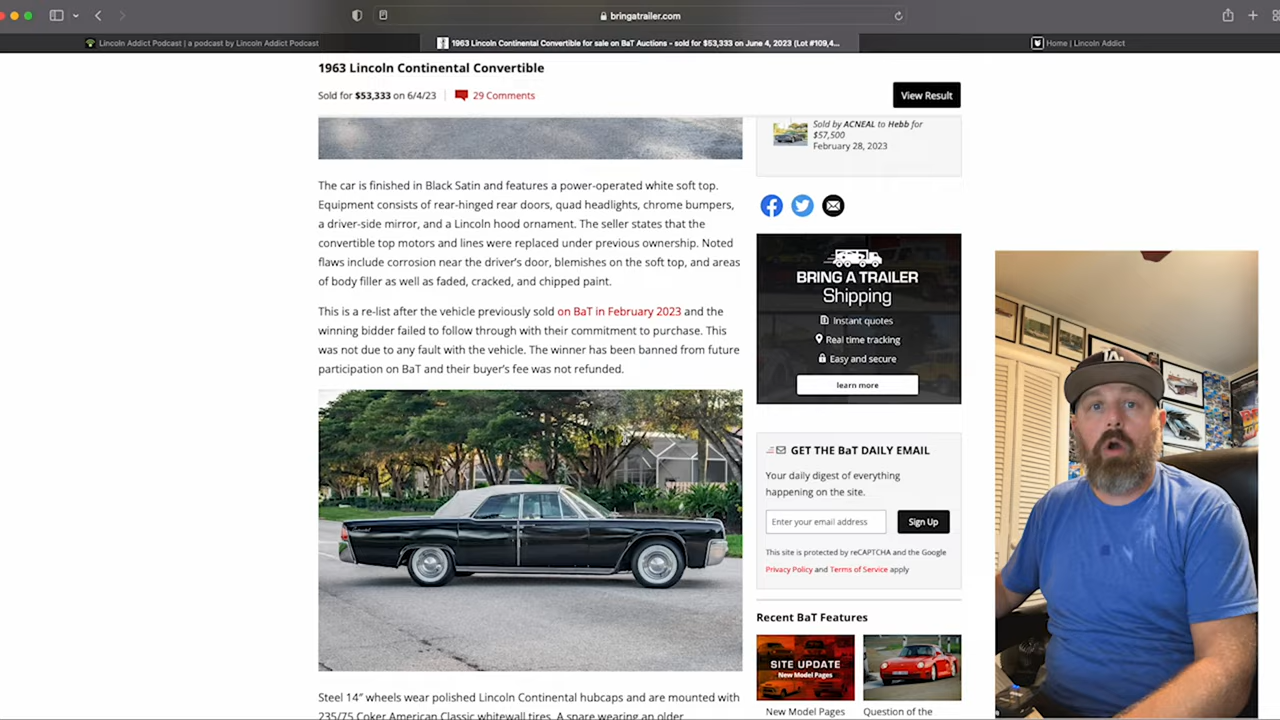 bringatrailer.com
Lincoln Addict Podcast | a podcast by Lincoln Addict Podcast
1963 Lincoln Continental Convertible for sale on BaT Auctions - sold for $53,333 on June 4, 2023 (Lot #109,4...
Home | Lincoln Addict
1963 Lincoln Continental Convertible
Sold for $53,333 on 6/4/23
29 Comments
View Result
The car is finished in Black Satin and features a power-operated white soft top.
Equipment consists of rear-hinged rear doors, quad headlights, chrome bumpers,
a driver-side mirror, and a Lincoln hood ornament. The seller states that the
convertible top motors and lines were replaced under previous ownership. Noted
flaws include corrosion near the driver's door, blemishes on the soft top, and areas
of body filler as well as faded, cracked, and chipped paint.
This is a re-list after the vehicle previously sold on BaT in February 2023 and the
winning bidder failed to follow through with their commitment to purchase. This
was not due to any fault with the vehicle. The winner has been banned from future
participation on BaT and their buyer's fee was not refunded.
Steel 14″ wheels wear polished Lincoln Continental hubcaps and are mounted with
235/75 Coker American Classic whitewall tires. A spare wearing an older
Sold by ACNEAL to Hebb for
$57,500
February 28, 2023
BRING A TRAILER
Shipping
Instant quotes
Real time tracking
Easy and secure
learn more
GET THE BaT DAILY EMAIL
Your daily digest of everything
happening on the site.
Enter your email address
Sign Up
This site is protected by reCAPTCHA and the Google
Privacy Policy and Terms of Service apply
Recent BaT Features
SITE UPDATE
New Model Pages
New Model Pages
Question of the
LA